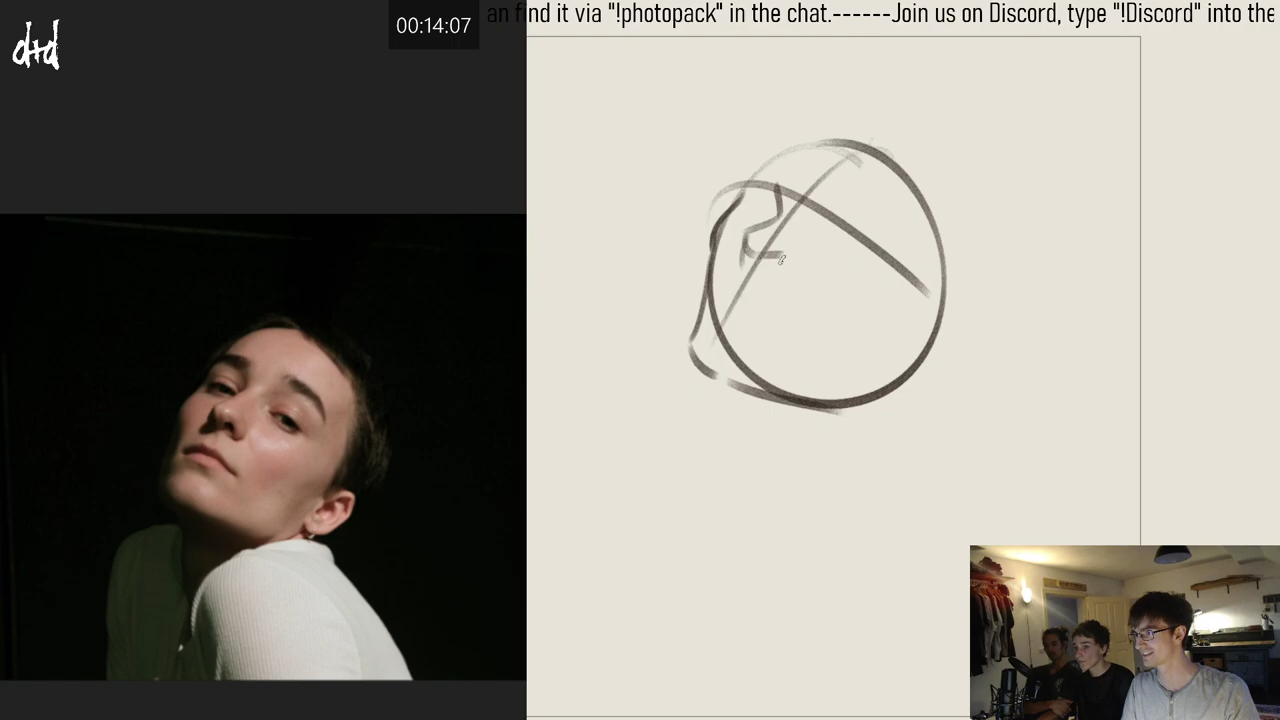 an find it via "!photopack" in the chat.------Join us on Discord, type "!Discord" into the
00:14:07
d+d